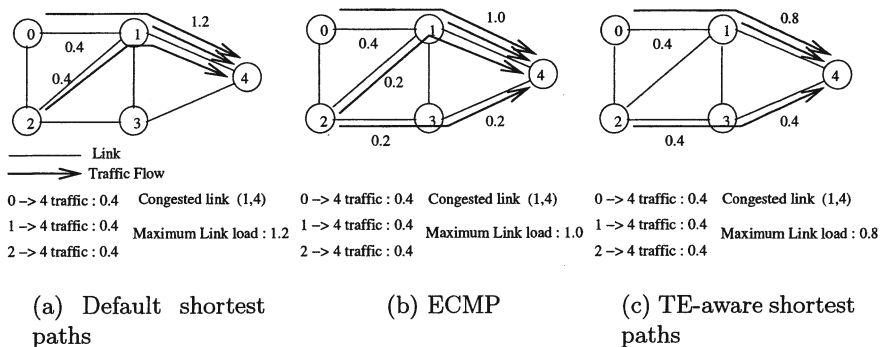 1.2
0
0.4
1
0.4
4
2
3
1.0
0
0.4
1
0.2
4
2
3
0.2
0.2
0.8
0
0.4
1
4
2
3
0.4
0.4
Link
Traffic Flow
0 -> 4 traffic : 0.4 Congested link (1,4)
1 -> 4 traffic : 0.4 Maximum Link load : 1.2
2 -> 4 traffic : 0.4
0 -> 4 traffic : 0.4 Congested link (1,4)
1 -> 4 traffic : 0.4 Maximum Link load : 1.0
2 -> 4 traffic : 0.4
0 -> 4 traffic : 0.4 Congested link (1,4)
1 -> 4 traffic : 0.4 Maximum Link load : 0.8
2 -> 4 traffic : 0.4
(a) Default shortest
paths
(b) ECMP
(c) TE-aware shortest
paths